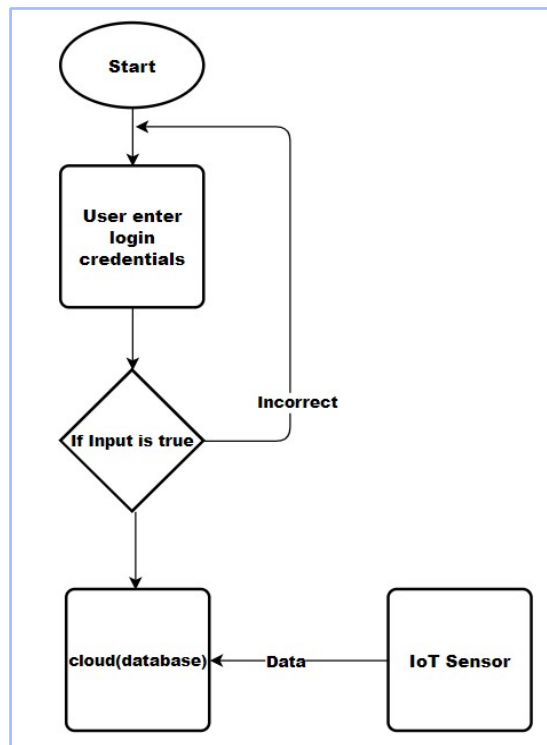 Start
User enter
login
credentials
Incorrect
If Input is true
cloud(database)
Data
IoT Sensor